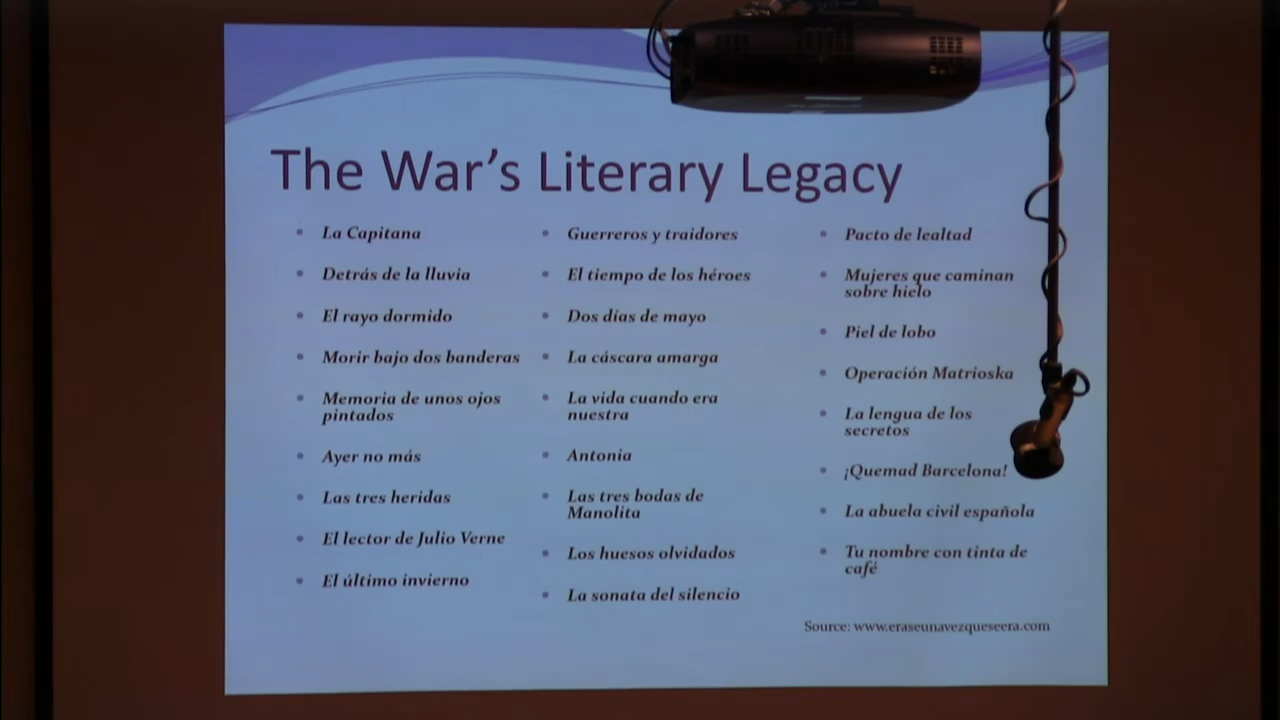 The War's Literary Legacy
La Capitana
Detrás de la lluvia
El rayo dormido
Morir bajo dos banderas
Memoria de unos ojos
pintados
Ayer no más
Las tres heridas
El lector de Julio Verne
El último invierno
Guerreros y traidores
El tiempo de los héroes
Dos días de mayo
La cáscara amarga
La vida cuando era
nuestra
Antonia
Las tres bodas de
Manolita
Los huesos olvidados
La sonata del silencio
Pacto de lealtad
Mujeres que caminan
sobre hielo
Piel de lobo
Operación Matrioska
La lengua de los
secretos
¡Quemad Barcelona!
La abuela civil española
Tu nombre con tinta de
café
Source: www.eraseunavezqueseera.com